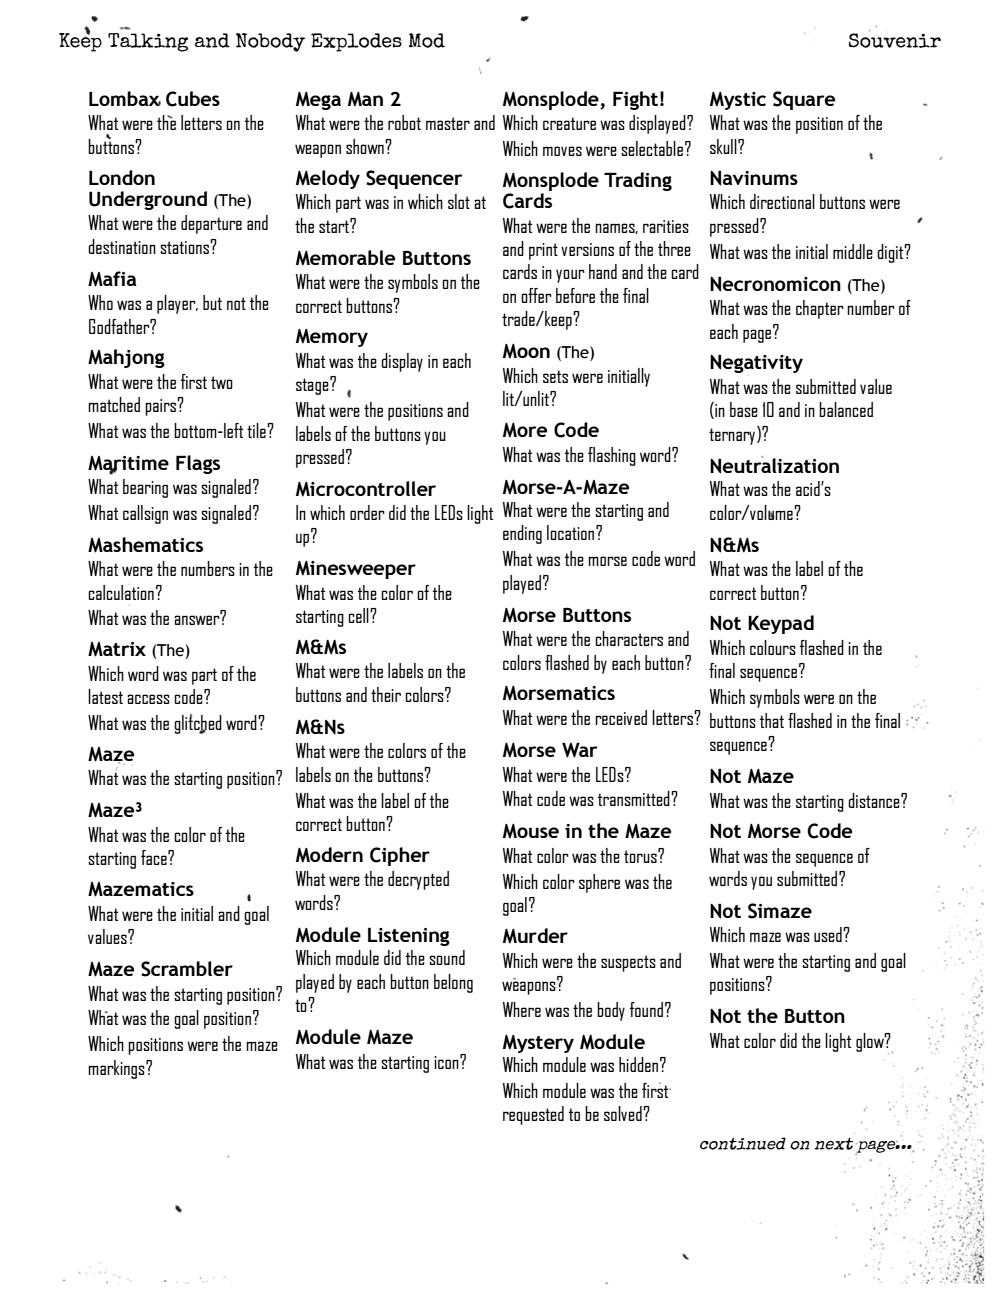 Keep Talking and Nobody Explodes Mod
Souvenir
Lombax Cubes
What were the letters on the
buttons?
London
Underground (The)
What were the departure and
destination stations?
Mafia
Who was a player, but not the
Godfather?
Mahjong
What were the first two
matched pairs?
What was the bottom-left tile?
Maritime Flags
What bearing was signaled?
What callsign was signaled?
Mashematics
What were the numbers in the
calculation?
What was the answer?
Matrix (The)
Which word was part of the
latest access code?
What was the glitched word?
Maze
What was the starting position?
Maze³
What was the color of the
starting face?
Mazematics
What were the initial and goal
values?
Maze Scrambler
What was the starting position?
What was the goal position?
Which positions were the maze
markings?
Mega Man 2
What were the robot master and
weapon shown?
Melody Sequencer
Which part was in which slot at
the start?
Memorable Buttons
What were the symbols on the
correct buttons?
Memory
What was the display in each
stage?
What were the positions and
labels of the buttons you
pressed?
Microcontroller
In which order did the LEDs light
up?
Minesweeper
What was the color of the
starting cell?
M&Ms
What were the labels on the
buttons and their colors?
M&Ns
What were the colors of the
labels on the buttons?
What was the label of the
correct button?
Modern Cipher
What were the decrypted
words?
Module Listening
Which module did the sound
played by each button belong
to?
Module Maze
What was the starting icon?
Monsplode, Fight!
Which creature was displayed?
Which moves were selectable?
Monsplode Trading
Cards
What were the names, rarities
and print versions of the three
cards in your hand and the card
on offer before the final
trade/keep?
Moon (The)
Which sets were initially
lit/unlit?
More Code
What was the flashing word?
Morse-A-Maze
What were the starting and
ending location?
What was the morse code word
played?
Morse Buttons
What were the characters and
colors flashed by each button?
Morsematics
What were the received letters?
Morse War
What were the LEDs?
What code was transmitted?
Mouse in the Maze
What color was the torus?
Which color sphere was the
goal?
Murder
Which were the suspects and
weapons?
Where was the body found?
Mystery Module
Which module was hidden?
Which module was the first
requested to be solved?
Mystic Square
What was the position of the
skull?
Navinums
Which directional buttons were
pressed?
What was the initial middle digit?
Necronomicon (The)
What was the chapter number of
each page?
Negativity
What was the submitted value
(in base 10 and in balanced
ternary)?
Neutralization
What was the acid's
color/volume?
N&Ms
What was the label of the
correct button?
Not Keypad
Which colours flashed in the
final sequence?
Which symbols were on the
buttons that flashed in the final
sequence?
Not Maze
What was the starting distance?
Not Morse Code
What was the sequence of
words you submitted?
Not Simaze
Which maze was used?
What were the starting and goal
positions?
Not the Button
What color did the light glow?
continued on next page...